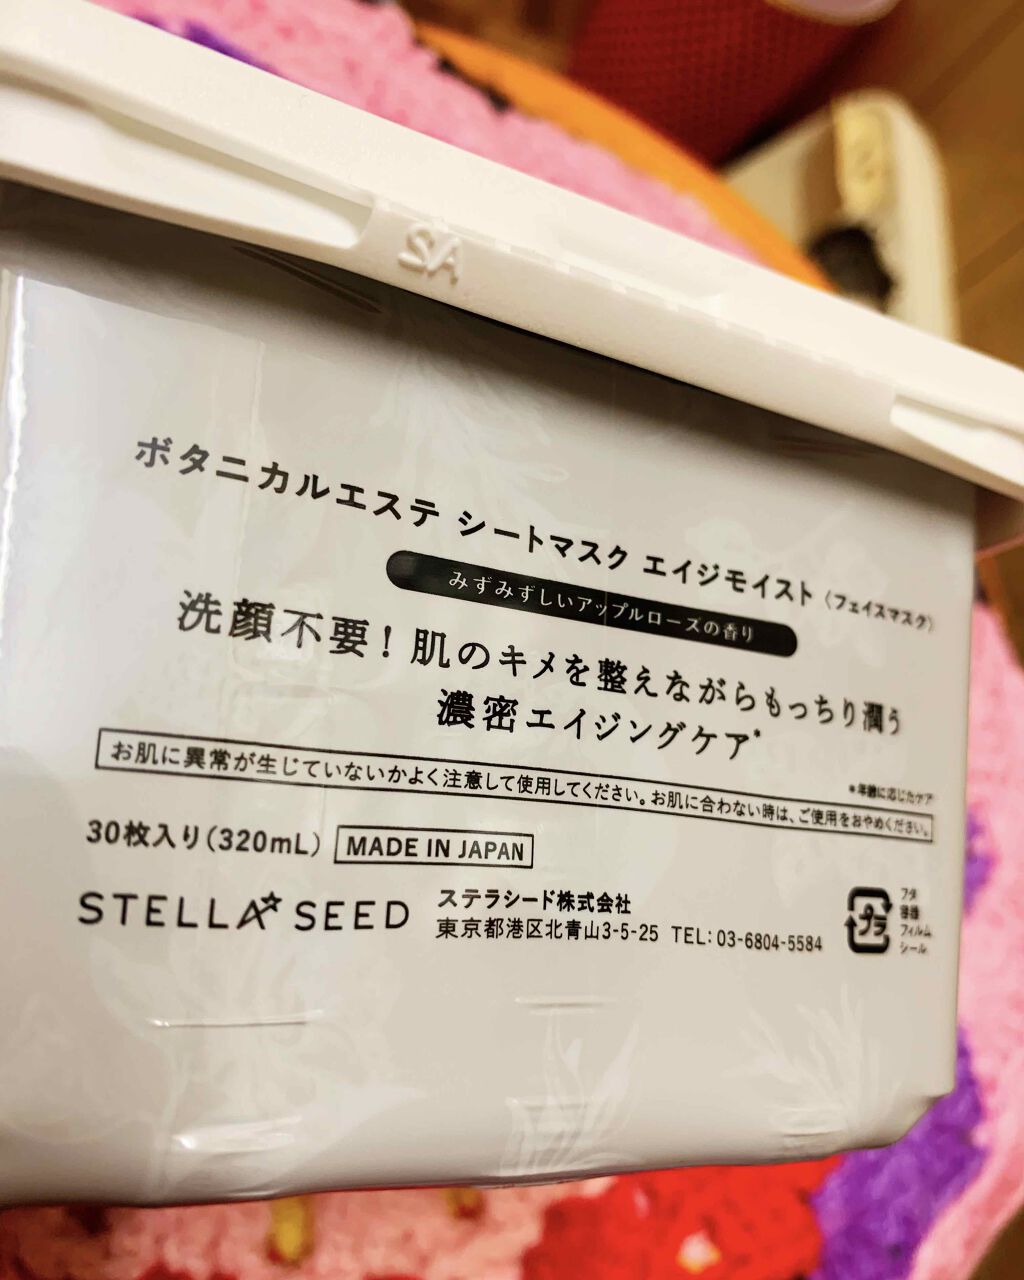 ボタニカルエステ シートマスク エイジモイスト〈フェイスマスク〉
みずみずしいアップルローズの香り
洗顔不要！肌のキメを整えながらもっちり潤う
濃密エイジングケア*
*年齢に応じたケア
お肌に異常が生じていないかよく注意して使用してください。お肌に合わない時は、ご使用をおやめください。
30枚入り(320mL) MADE IN JAPAN
STELLA SEED
ステラシード株式会社
東京都港区北青山3-5-25 TEL:03-6804-5584
プラ
フタ
容器
フィルム
シール